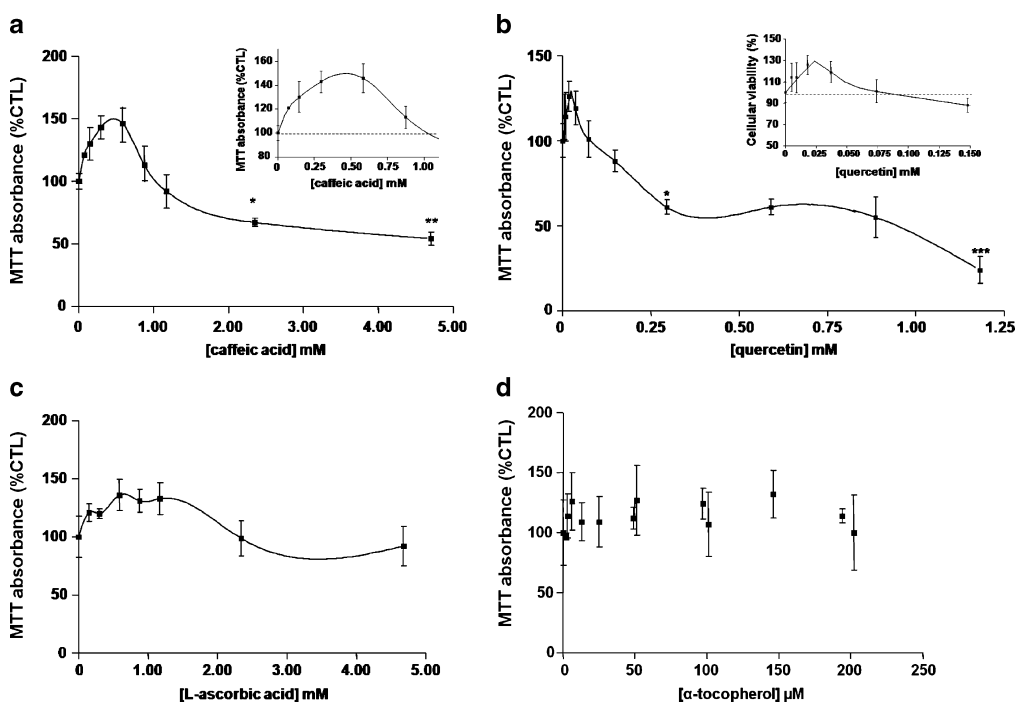 a
MTT absorbance (%CTL)
200
150
100
50
0
0 1.00 2.00 3.00 4.00 5.00
[caffeic acid] mM
*
**
MTT absorbance (%CTL)
160
140
120
100
80
0 0.25 0.50 0.75 1.00
[caffeic acid] mM
b
MTT absorbance (%CTL)
150
100
50
0
0 0.25 0.50 0.75 1.00 1.25
[quercetin] mM
*
***
Cellular viability (%)
150
130
110
90
70
50
0 0.025 0.050 0.075 0.100 0.150
[quercetin] mM
c
MTT absorbance (%CTL)
200
150
100
50
0
0 1.00 2.00 3.00 4.00 5.00
[L-ascorbic acid] mM
d
MTT absorbance (%CTL)
200
150
100
50
0
0 50 100 150 200 250
[α-tocopherol] µM